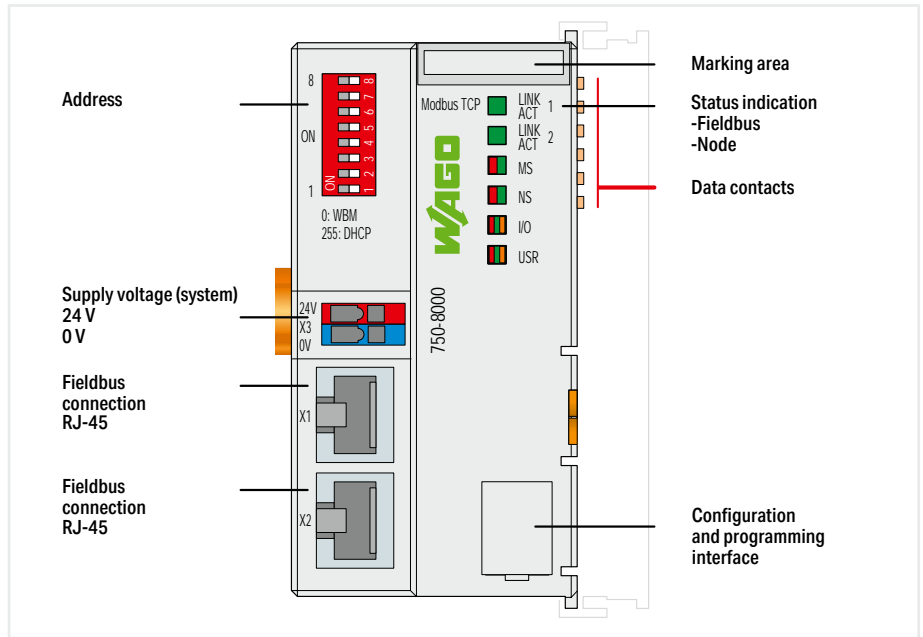 Address
Supply voltage (system)
24 V
0 V
Fieldbus
connection
RJ-45
Fieldbus
connection
RJ-45
8
ON
1
8
7
6
5
4
3
2
1
ON
0: WBM
255: DHCP
24V
X3
0V
X1
X2
Modbus TCP
LINK
ACT
1
LINK
ACT
2
MS
NS
I/O
USR
WAGO
750-8000
Marking area
Status indication
-Fieldbus
-Node
Data contacts
Configuration
and programming
interface